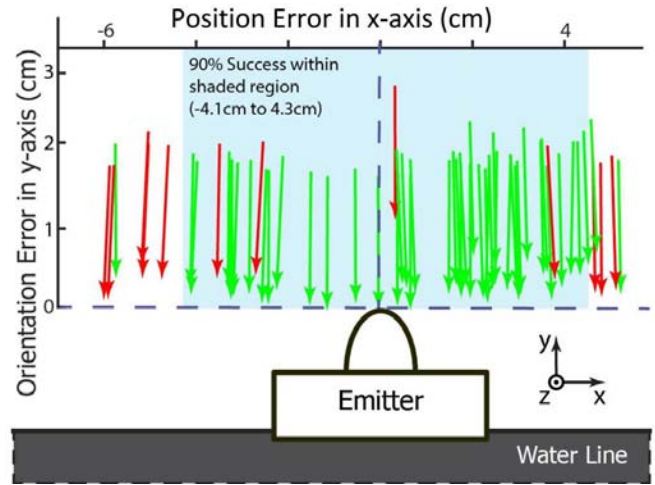 Position Error in x-axis (cm)
-6
4
90% Success within
shaded region
(-4.1cm to 4.3cm)
Orientation Error in y-axis (cm)
3
2
1
0
Emitter
y
z
x
Water Line